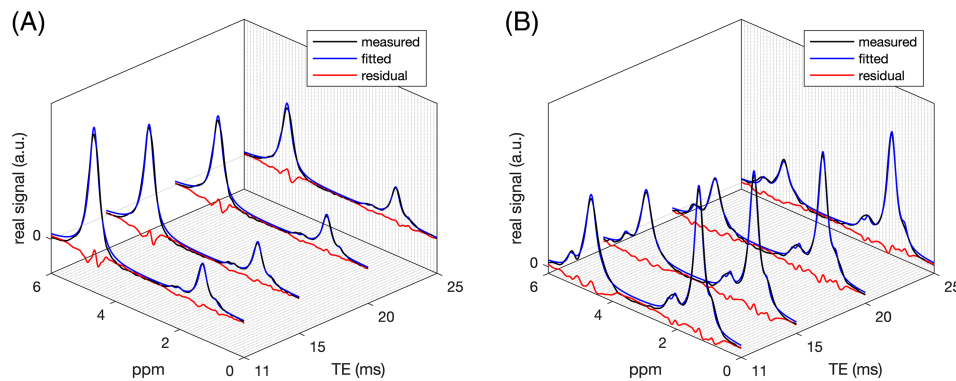 (A)
measured
fitted
residual
real signal (a.u.)
0
6
4
2
0
ppm
11
15
20
25
TE (ms)
(B)
measured
fitted
residual
real signal (a.u.)
0
6
4
2
0
ppm
11
15
20
25
TE (ms)